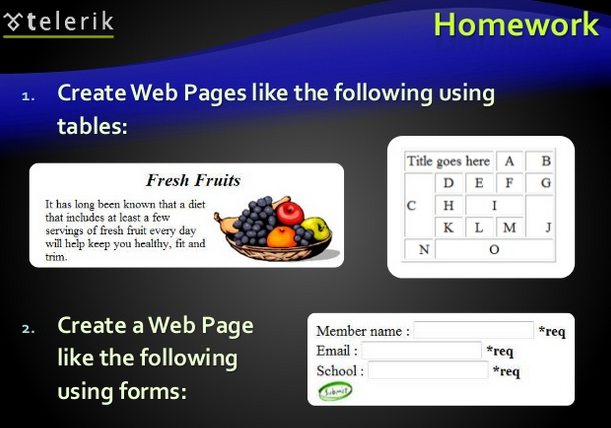 telerik
Homework
1. Create Web Pages like the following using
tables:
Fresh Fruits
It has long been known that a diet
that includes at least a few
servings of fresh fruit every day
will help keep you healthy, fit and
trim.
Title goes here A B
D E F G
C H I
K L M J
N O
2. Create a Web Page
like the following
using forms:
Member name : *req
Email : *req
School : *req
Submit